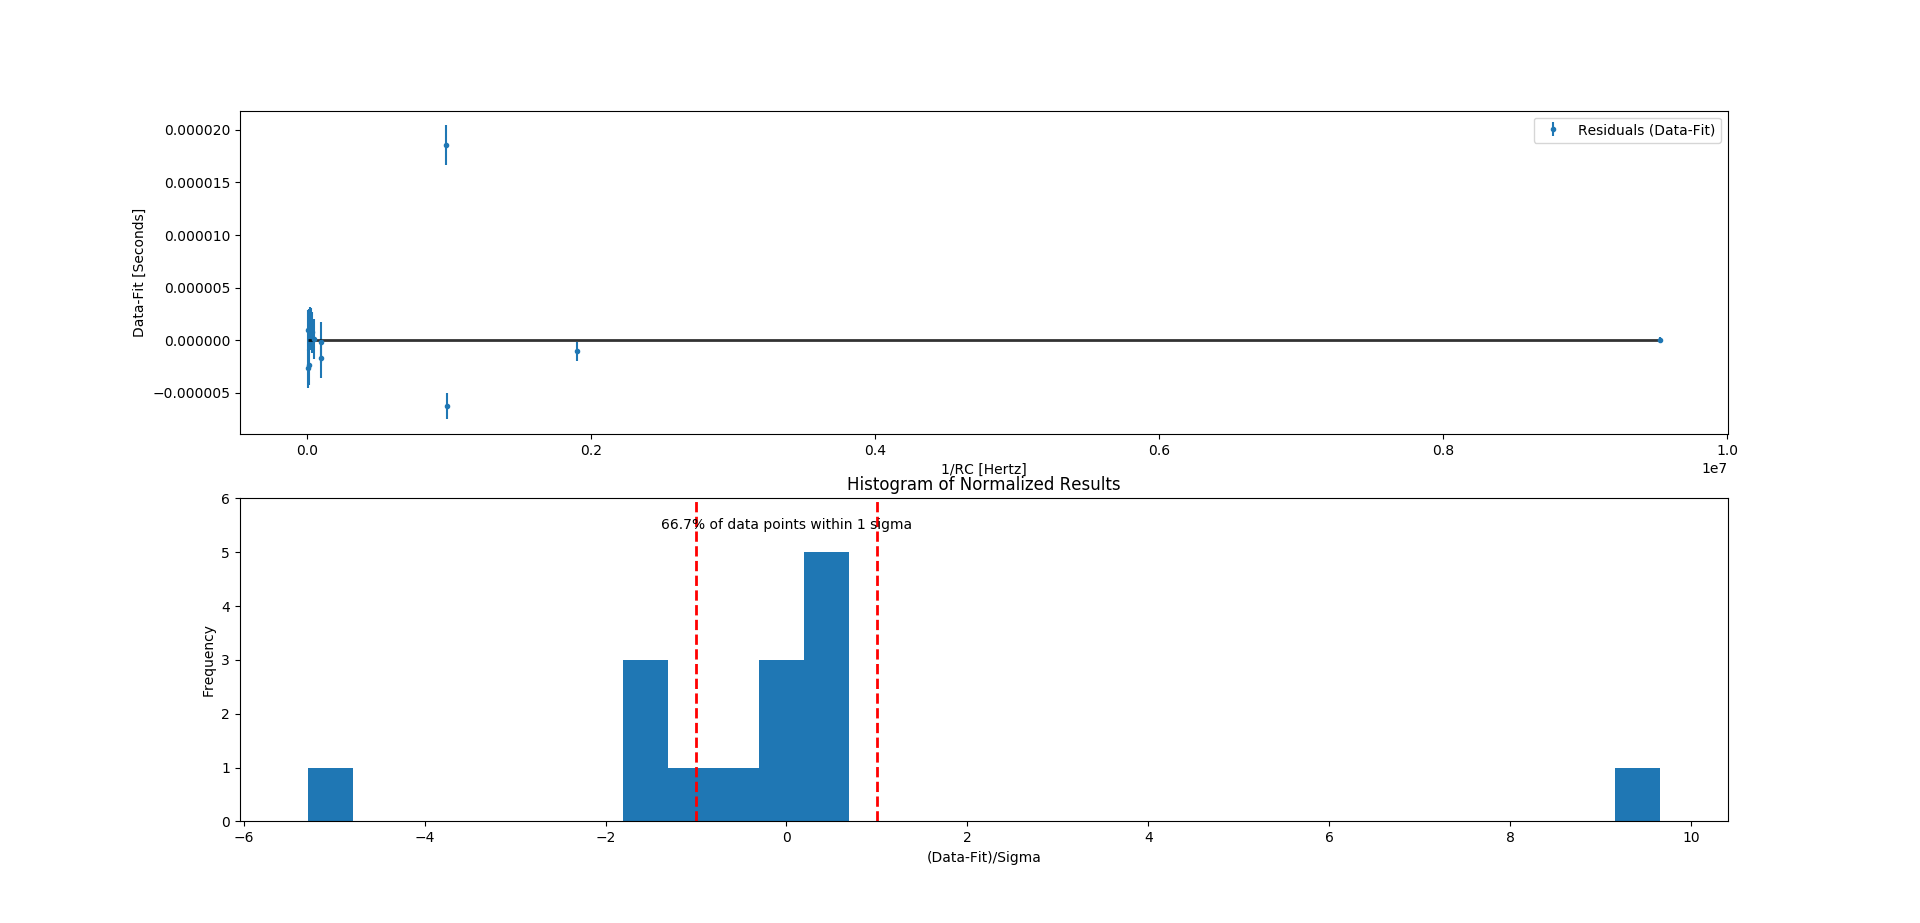 0.000020
0.000015
0.000010
0.000005
0.000000
−0.000005
Data-Fit [Seconds]
Residuals (Data-Fit)
0.0 0.2 0.4 0.6 0.8 1.0
1/RC [Hertz]
1e7
Histogram of Normalized Results
66.7% of data points within 1 sigma
6
5
4
3
2
1
0
Frequency
−6 −4 −2 0 2 4 6 8 10
(Data-Fit)/Sigma